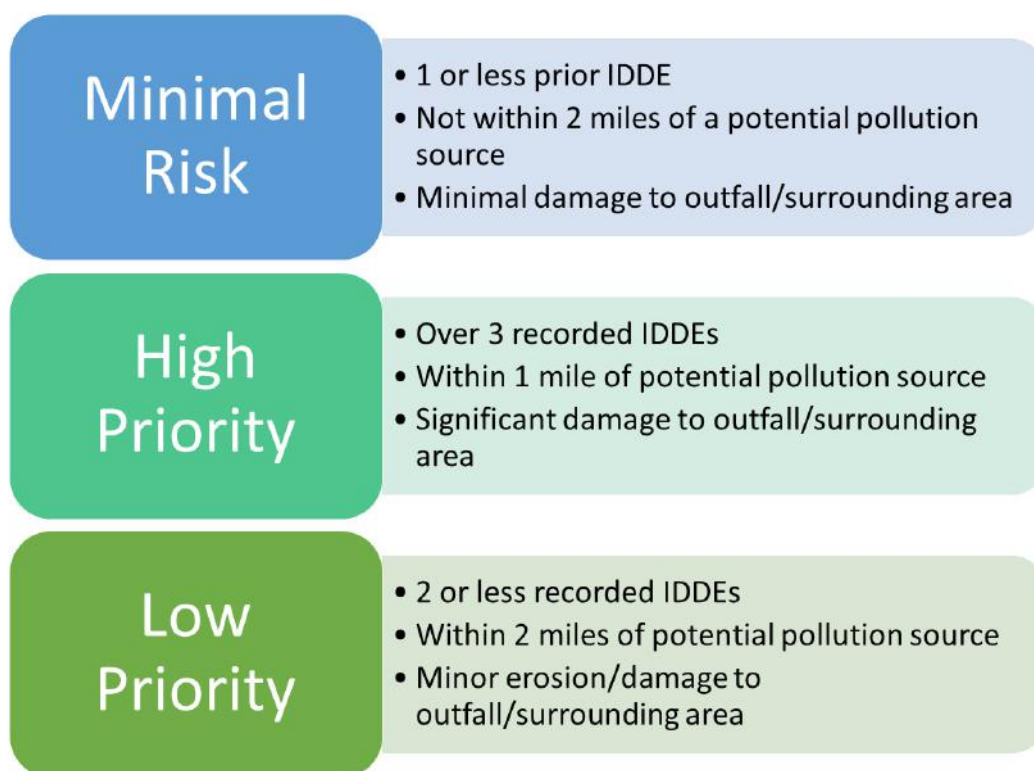 Minimal
Risk
• 1 or less prior IDDE
• Not within 2 miles of a potential pollution
source
• Minimal damage to outfall/surrounding area
High
Priority
• Over 3 recorded IDDEs
• Within 1 mile of potential pollution source
• Significant damage to outfall/surrounding
area
Low
Priority
• 2 or less recorded IDDEs
• Within 2 miles of potential pollution source
• Minor erosion/damage to
outfall/surrounding area